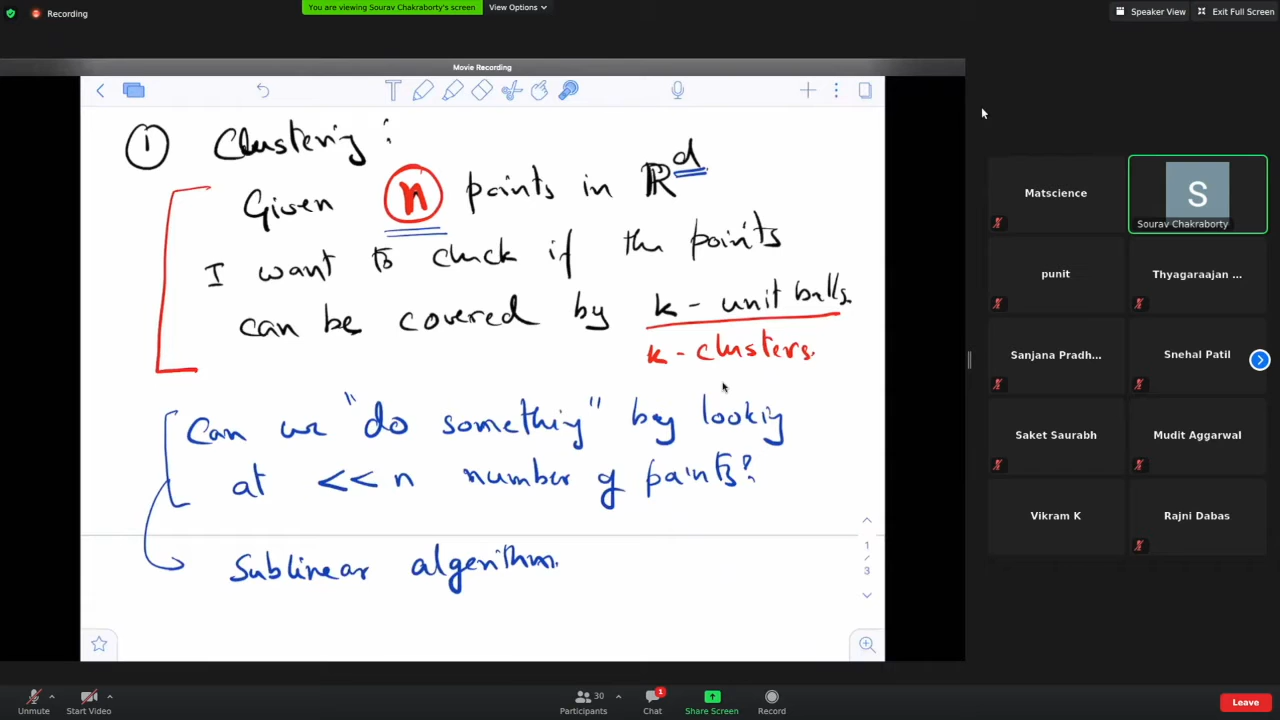 Recording
You are viewing Sourav Chakraborty's screen
View Options
Speaker View
Exit Full Screen
Movie Recording
① Clustering:
Given n points in ℝ^d
I want to check if the points
can be covered by k - unit balls
k - clusters.
Can we "do something" by looking
at << n number of points?
Sublinear algorithm.
1
/
3
Matscience
S
Sourav Chakraborty
punit
Thyagaraajan ...
Sanjana Pradh...
Snehal Patil
Saket Saurabh
Mudit Aggarwal
Vikram K
Rajni Dabas
Unmute
Start Video
30
Participants
1
Chat
Share Screen
Record
Leave